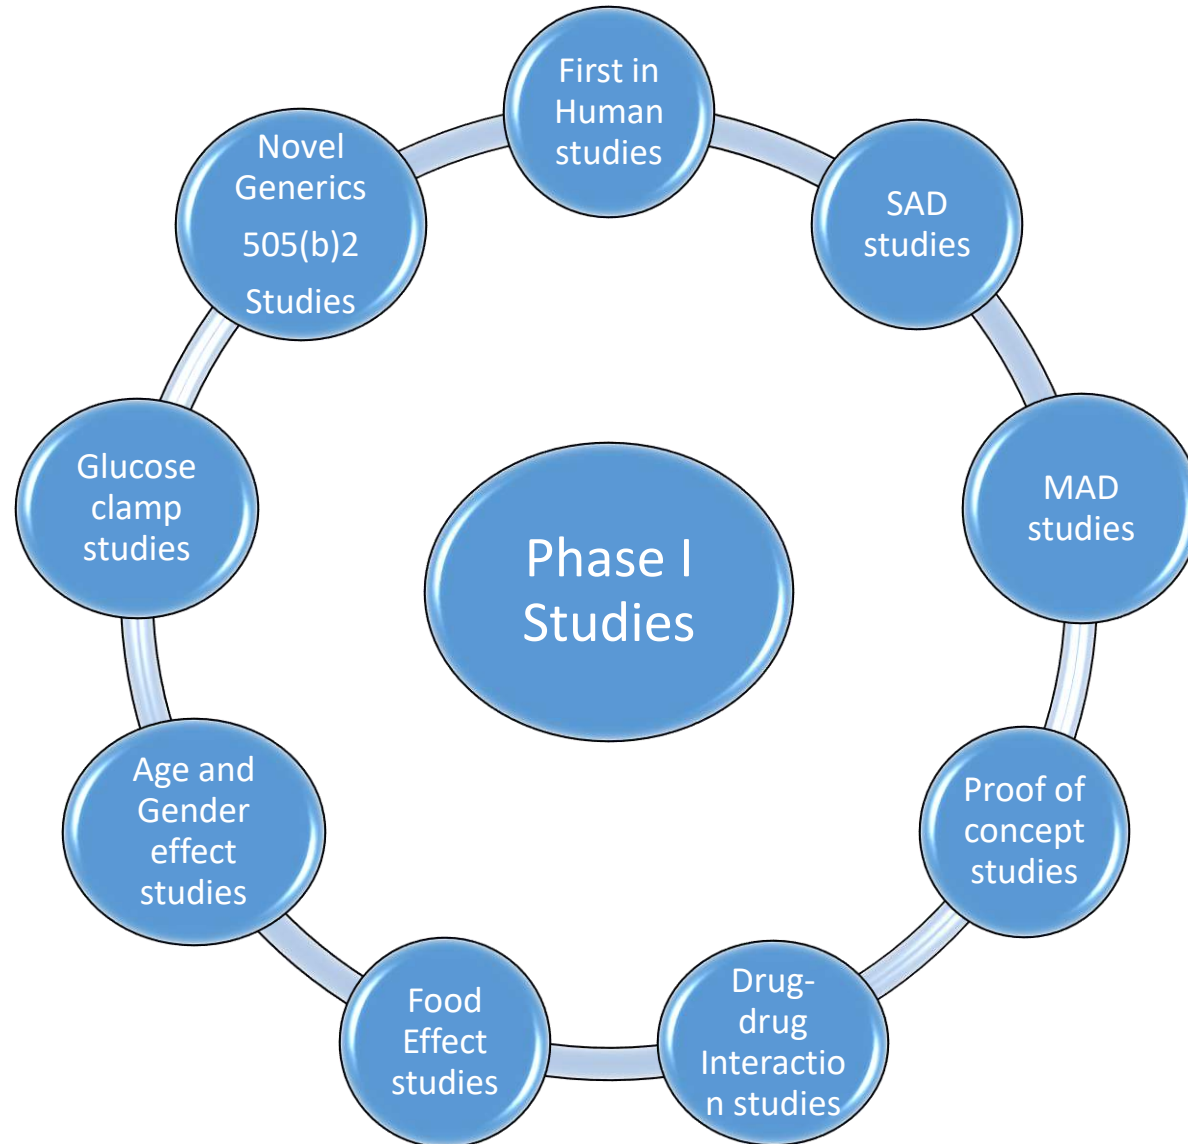 First in
Human
studies
SAD
studies
MAD
studies
Proof of
concept
studies
Drug-
drug
Interactio
n studies
Food
Effect
studies
Age and
Gender
effect
studies
Glucose
clamp
studies
Novel
Generics
505(b)2
Studies
Phase I
Studies